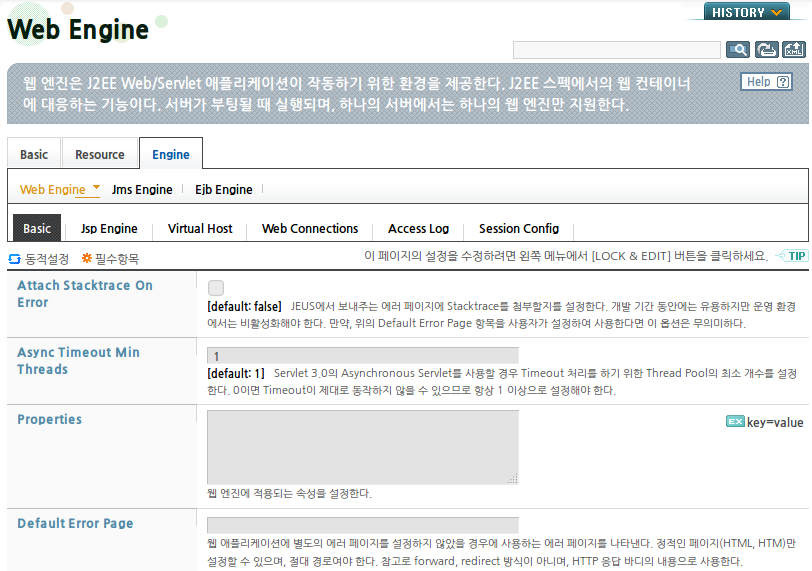 HISTORY
Web Engine
웹 엔진은 J2EE Web/Servlet 애플리케이션이 작동하기 위한 환경을 제공한다. J2EE 스펙에서의 웹 컨테이너
에 대응하는 기능이다. 서버가 부팅될 때 실행되며, 하나의 서버에서는 하나의 웹 엔진만 지원한다.
Help ?
Basic Resource Engine
Web Engine Jms Engine Ejb Engine
Basic Jsp Engine Virtual Host Web Connections Access Log Session Config
동적설정 필수항목 이 페이지의 설정을 수정하려면 왼쪽 메뉴에서 [LOCK & EDIT] 버튼을 클릭하세요. TIP
Attach Stacktrace On
Error
[default: false] JEUS에서 보내주는 에러 페이지에 Stacktrace를 첨부할지를 설정한다. 개발 기간 동안에는 유용하지만 운영 환경
에서는 비활성화해야 한다. 만약, 위의 Default Error Page 항목을 사용자가 설정하여 사용한다면 이 옵션은 무의미하다.
Async Timeout Min
Threads
1
[default: 1] Servlet 3.0의 Asynchronous Servlet를 사용할 경우 Timeout 처리를 하기 위한 Thread Pool의 최소 개수를 설정
한다. 0이면 Timeout이 제대로 동작하지 않을 수 있으므로 항상 1 이상으로 설정해야 한다.
Properties
EX key=value
웹 엔진에 적용되는 속성을 설정한다.
Default Error Page
웹 애플리케이션에 별도의 에러 페이지를 설정하지 않았을 경우에 사용하는 에러 페이지를 나타낸다. 정적인 페이지(HTML, HTM)만
설정할 수 있으며, 절대 경로여야 한다. 참고로 forward, redirect 방식이 아니며, HTTP 응답 바디의 내용으로 사용한다.